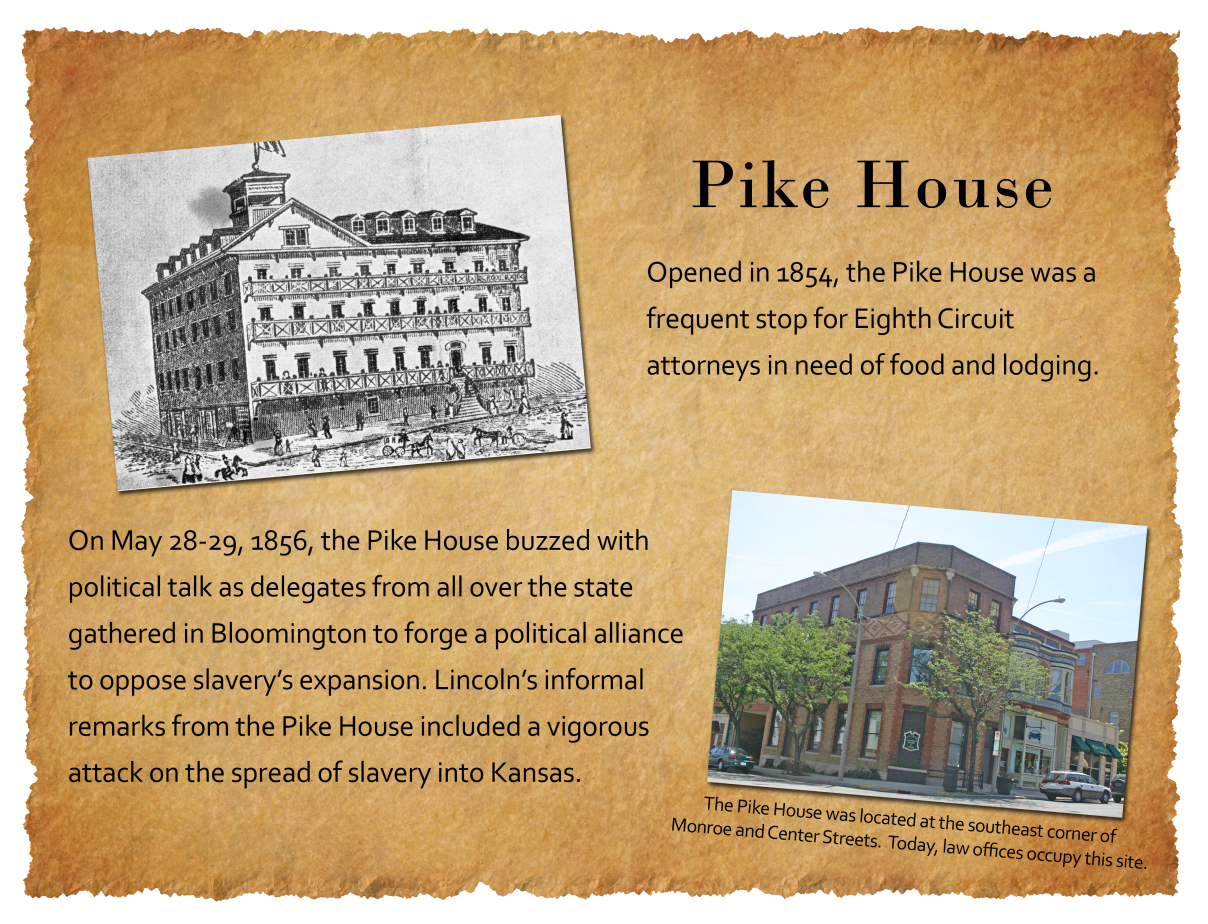 Pike House
Opened in 1854, the Pike House was a
frequent stop for Eighth Circuit
attorneys in need of food and lodging.
On May 28-29, 1856, the Pike House buzzed with
political talk as delegates from all over the state
gathered in Bloomington to forge a political alliance
to oppose slavery’s expansion. Lincoln’s informal
remarks from the Pike House included a vigorous
attack on the spread of slavery into Kansas.
The Pike House was located at the southeast corner of
Monroe and Center Streets.  Today, law offices occupy this site.